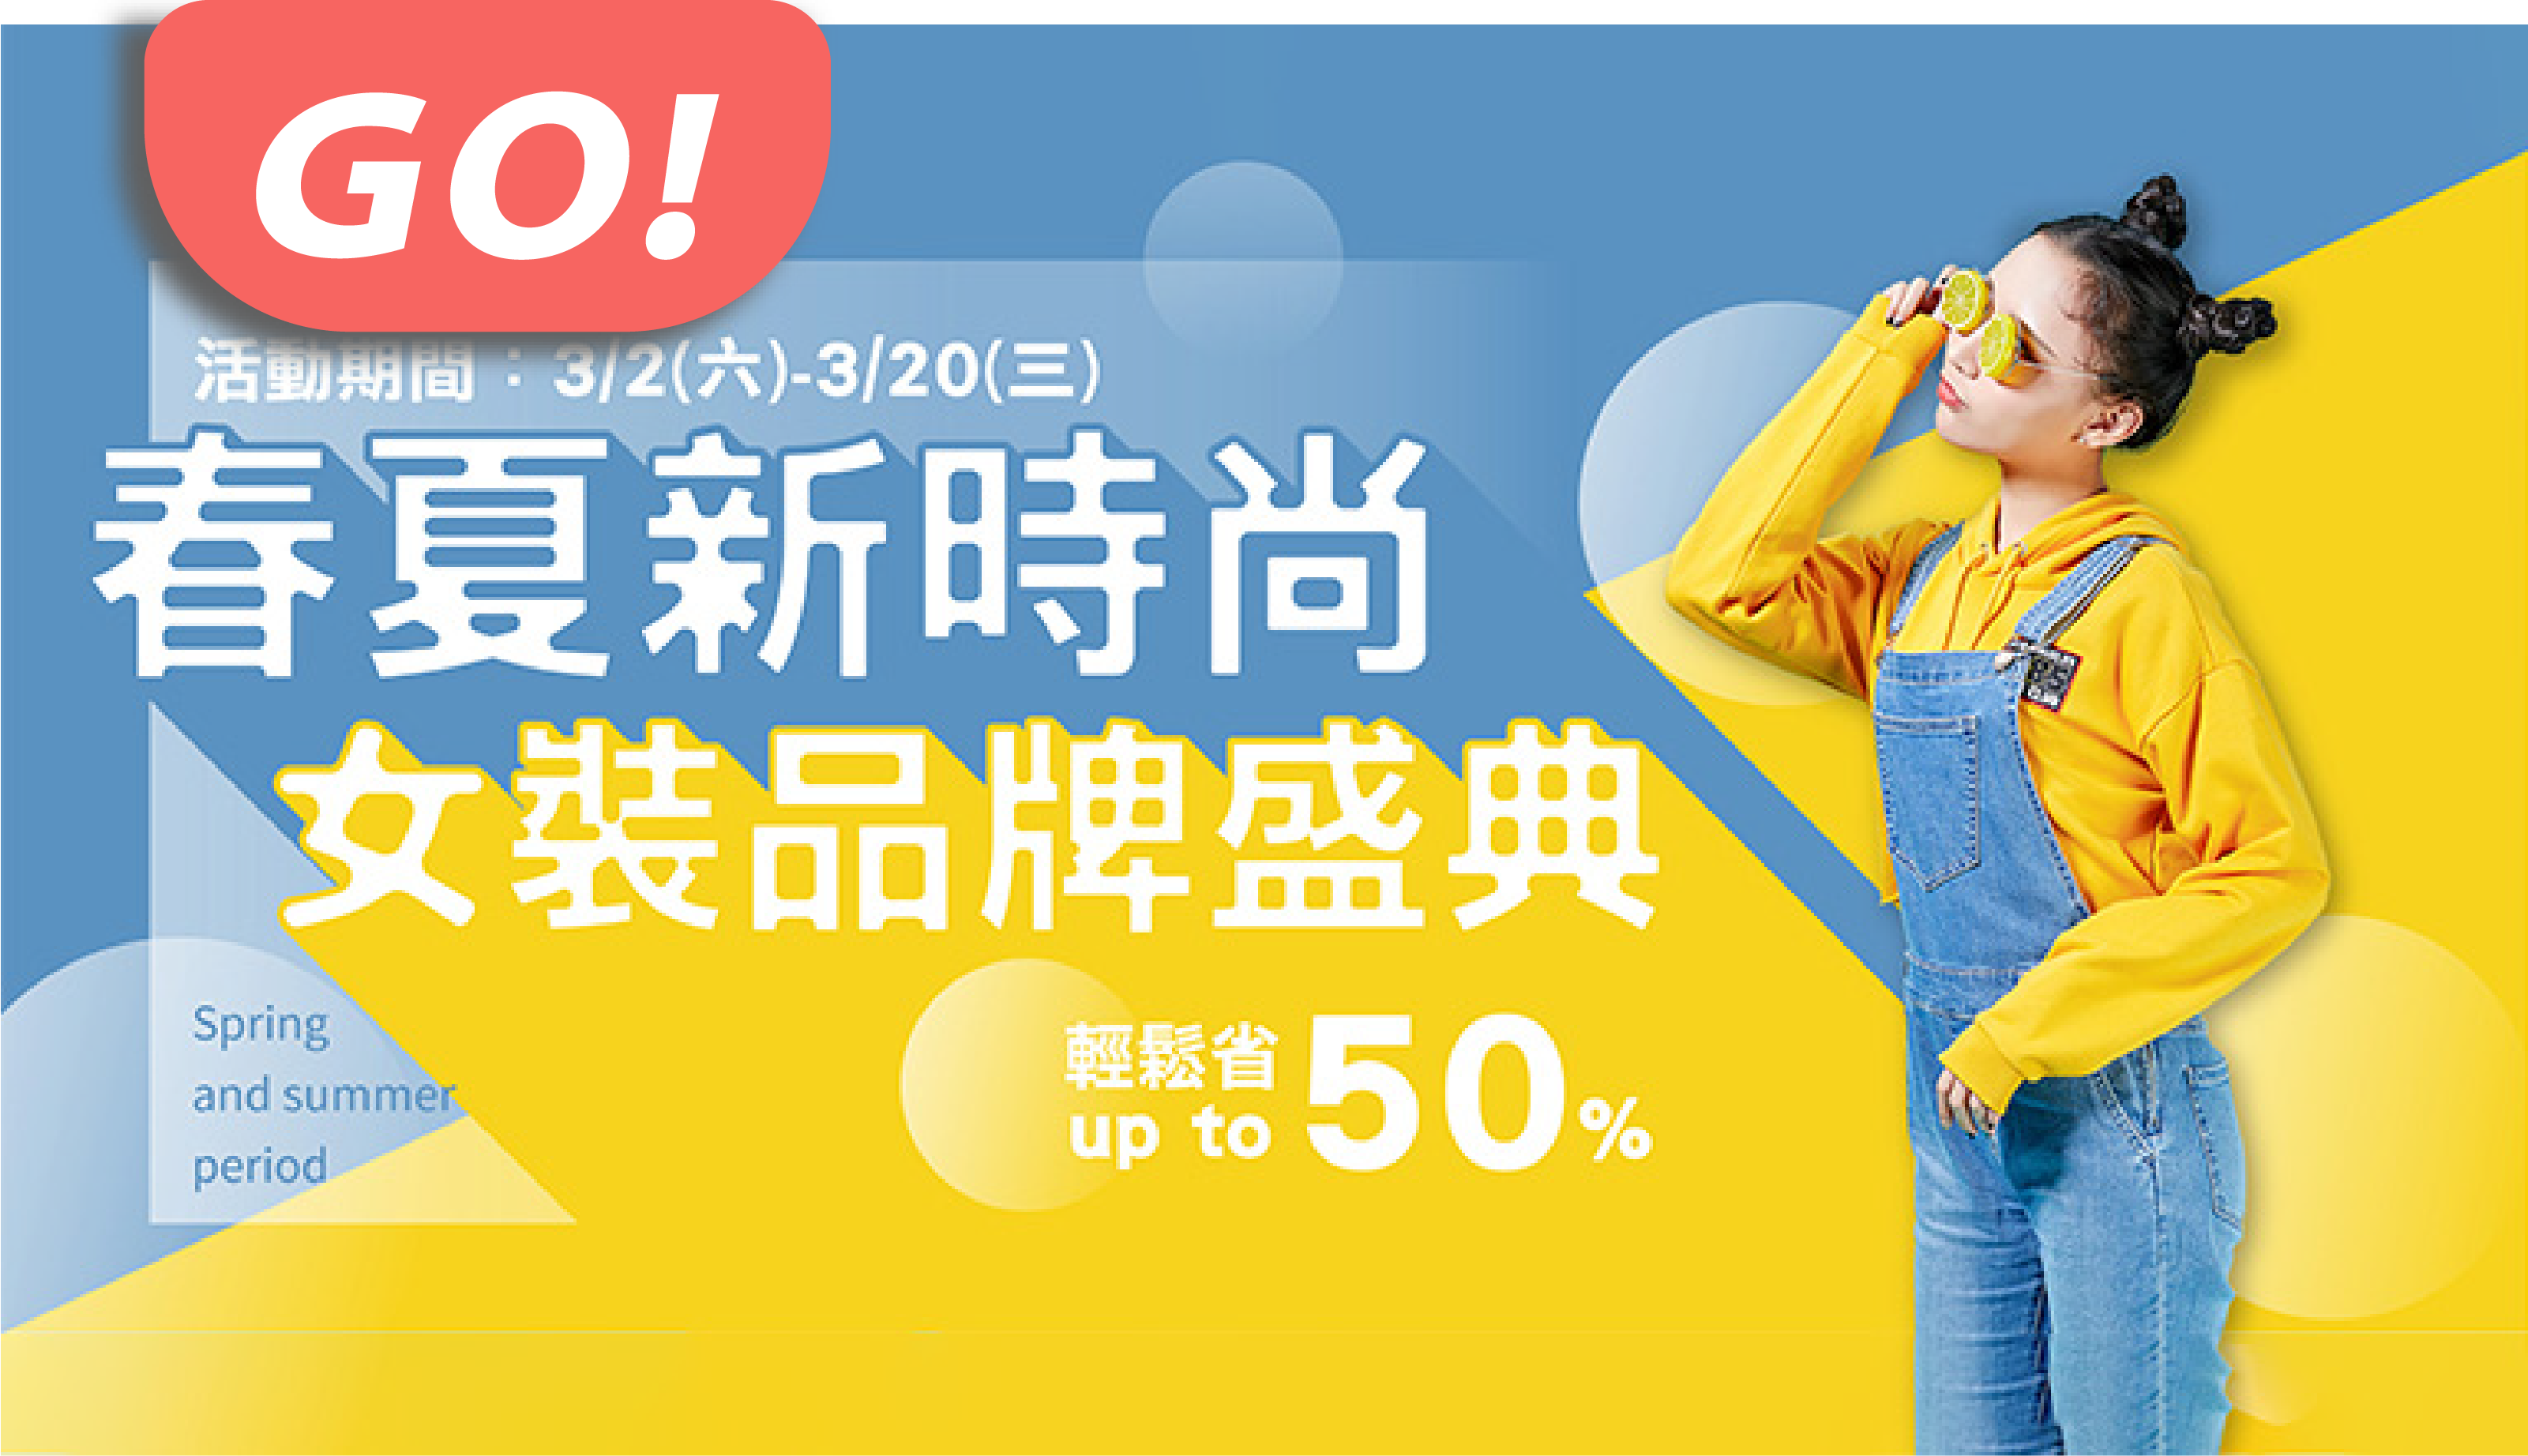 GO!
活動期間：3/2(六)-3/20(三)
春夏新時尚
女裝品牌盛典
輕鬆省
up to 50%
Spring
and summer
period